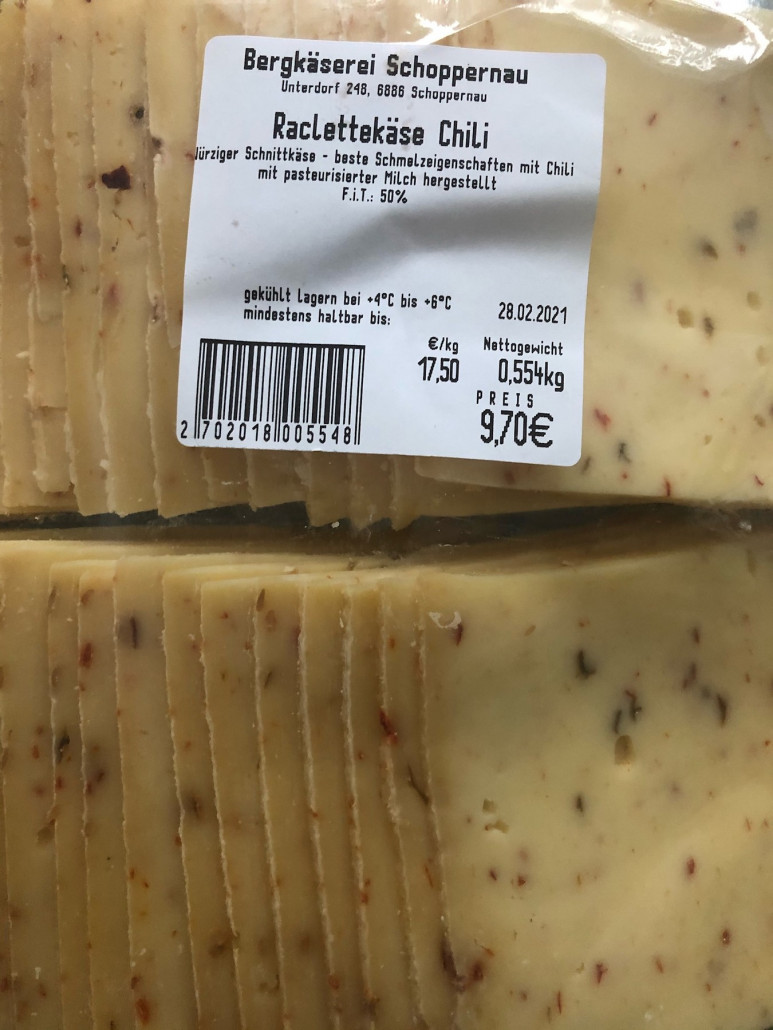 Bergkäserei Schoppernau
Unterdorf 248, 6886 Schoppernau
Raclettekäse Chili
Würziger Schnittkäse - beste Schmelzeigenschaften mit Chili
mit pasteurisierter Milch hergestellt
F.i.T.: 50%
gekühlt lagern bei +4°C bis +6°C
mindestens haltbar bis: 28.02.2021
€/kg Nettogewicht
17,50 0,554kg
PREIS
9,70€
2 702018 005548